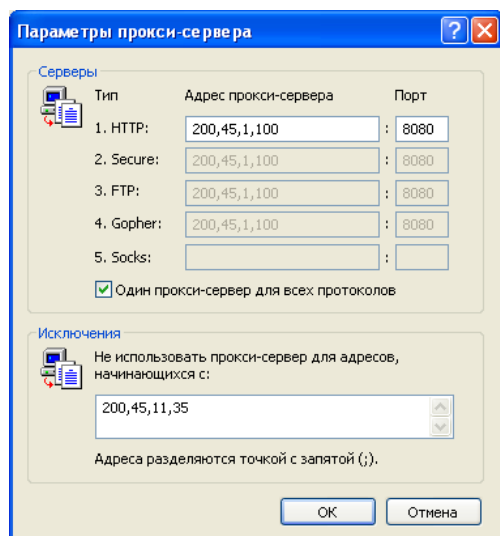 Параметры прокси-сервера
Серверы
Тип Адрес прокси-сервера Порт
1. HTTP: 200,45,1,100 : 8080
2. Secure: 200,45,1,100 : 8080
3. FTP: 200,45,1,100 : 8080
4. Gopher: 200,45,1,100 : 8080
5. Socks: :
Один прокси-сервер для всех протоколов
Исключения
Не использовать прокси-сервер для адресов,
начинающихся с:
200,45,11,35
Адреса разделяются точкой с запятой (;).
OK Отмена